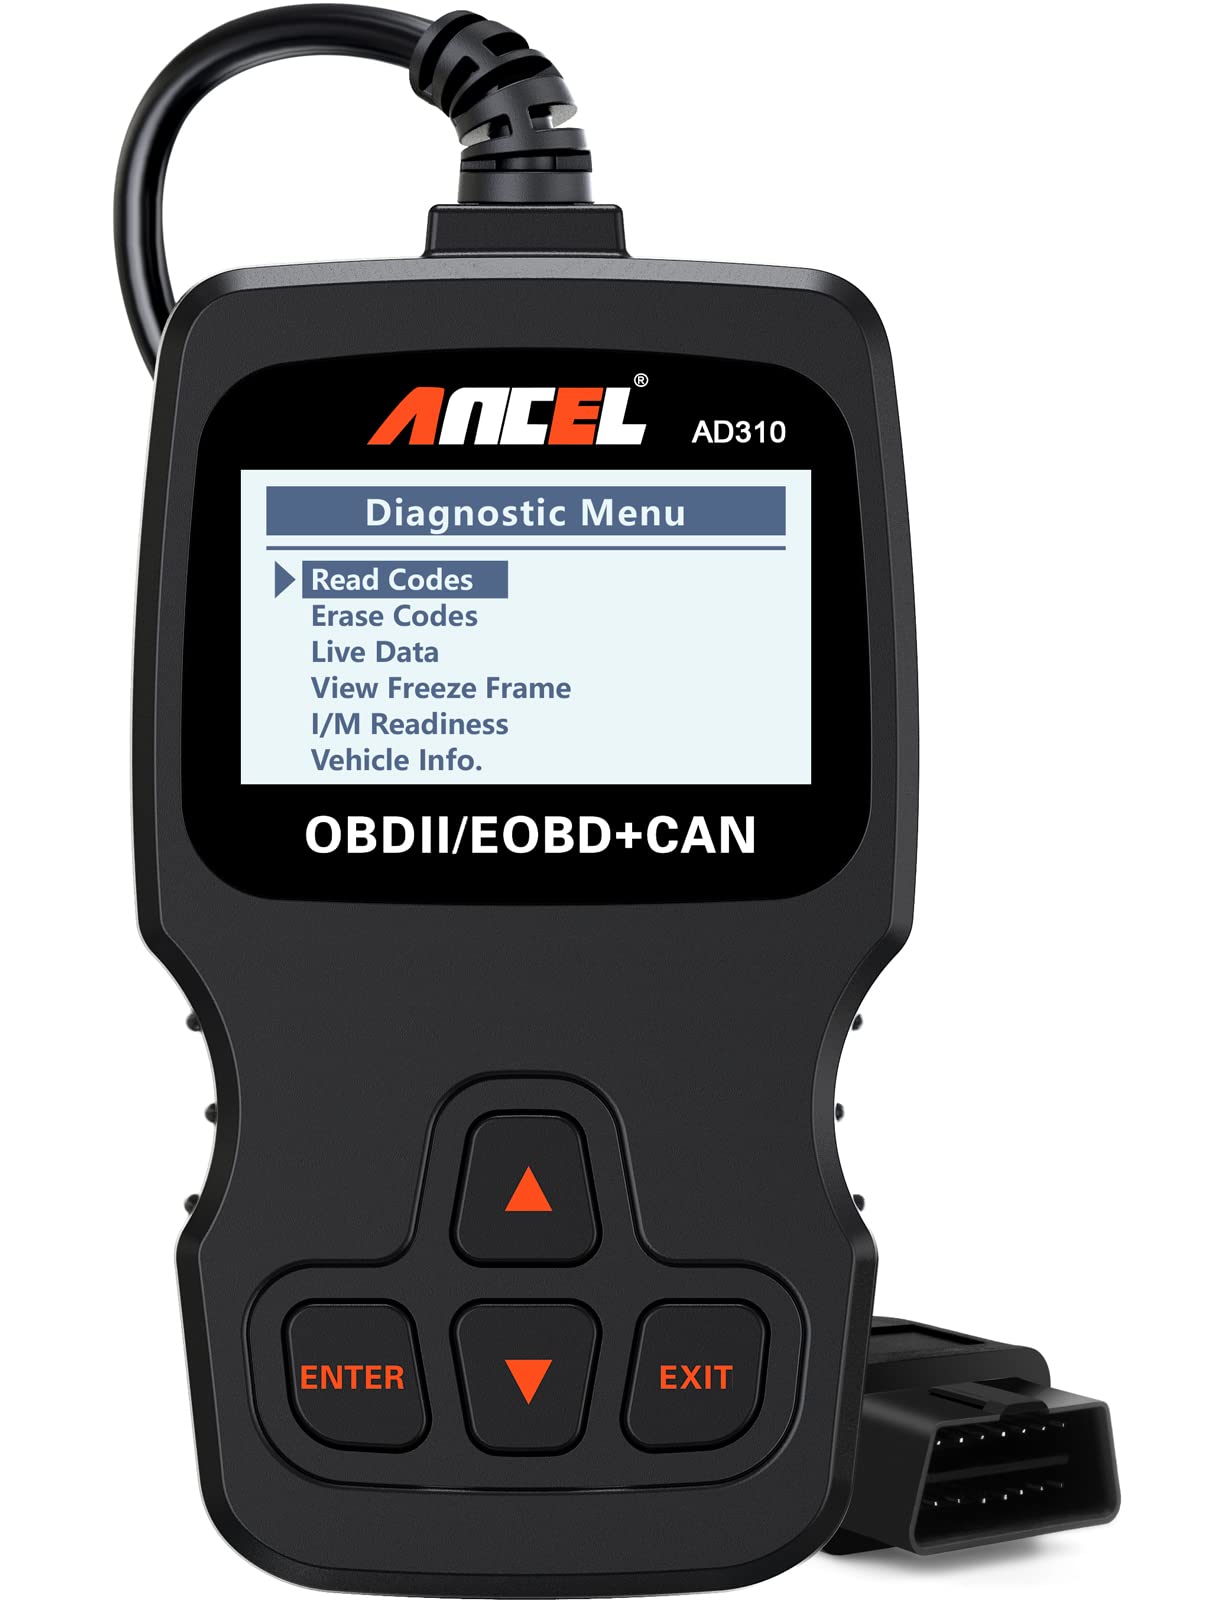 ANCEL®
AD310
Diagnostic Menu
Read Codes
Erase Codes
Live Data
View Freeze Frame
I/M Readiness
Vehicle Info.
OBDII/EOBD+CAN
ENTER
EXIT